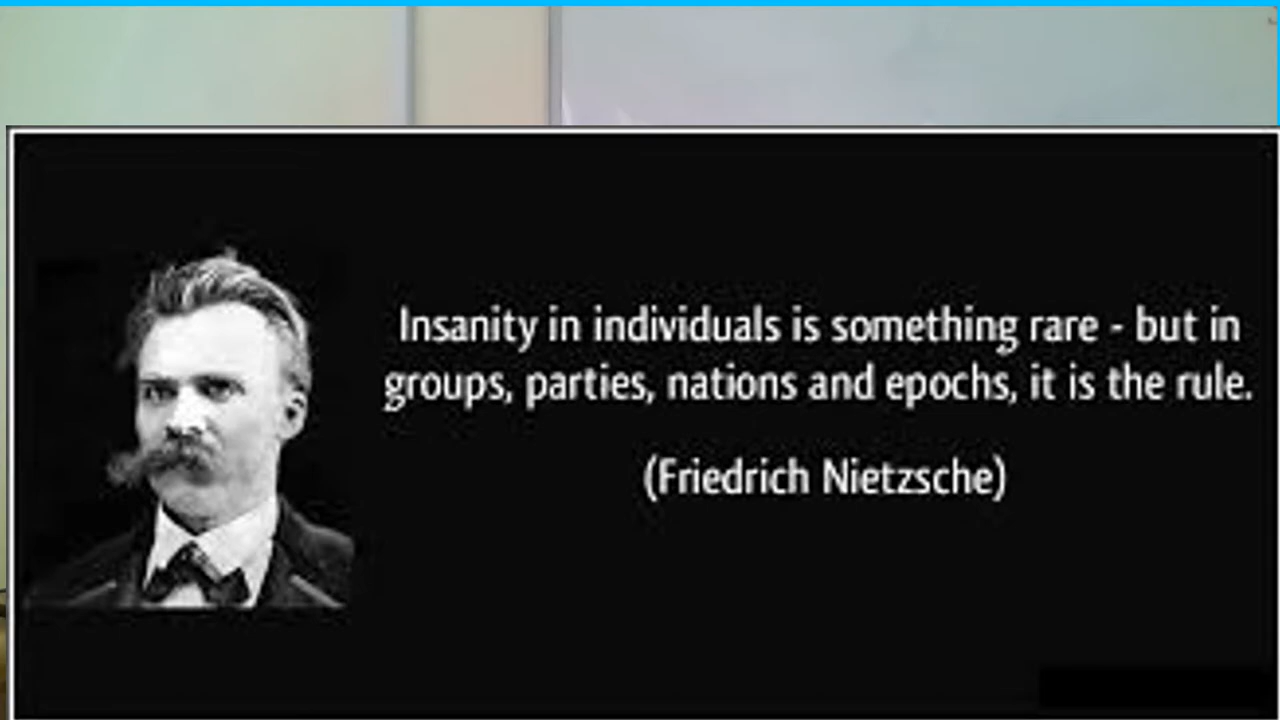 Insanity in individuals is something rare - but in
groups, parties, nations and epochs, it is the rule.
(Friedrich Nietzsche)